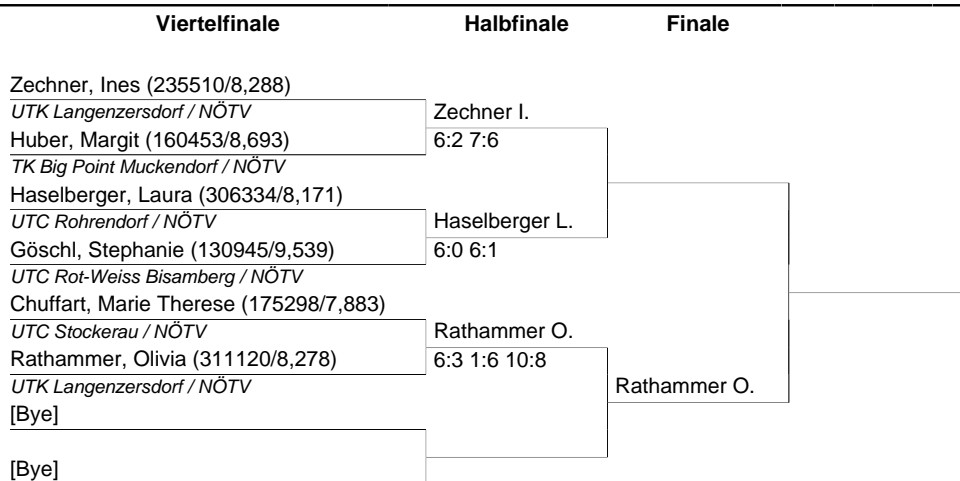 Viertelfinale Halbfinale Finale
Zechner, Ines (235510/8,288)
UTK Langenzersdorf / NÖTV Zechner I.
Huber, Margit (160453/8,693) 6:2 7:6
TK Big Point Muckendorf / NÖTV
Haselberger, Laura (306334/8,171)
UTC Rohrendorf / NÖTV Haselberger L.
Göschl, Stephanie (130945/9,539) 6:0 6:1
UTC Rot-Weiss Bisamberg / NÖTV
Chuffart, Marie Therese (175298/7,883)
UTC Stockerau / NÖTV Rathammer O.
Rathammer, Olivia (311120/8,278) 6:3 1:6 10:8
UTK Langenzersdorf / NÖTV Rathammer O.
[Bye]
[Bye]